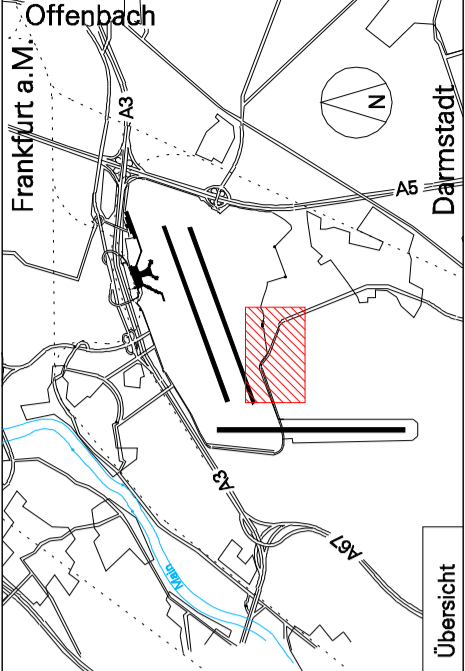 Offenbach
Frankfurt a.M.
A3
N
A5
Darmstadt
A3
A67
Main
Übersicht